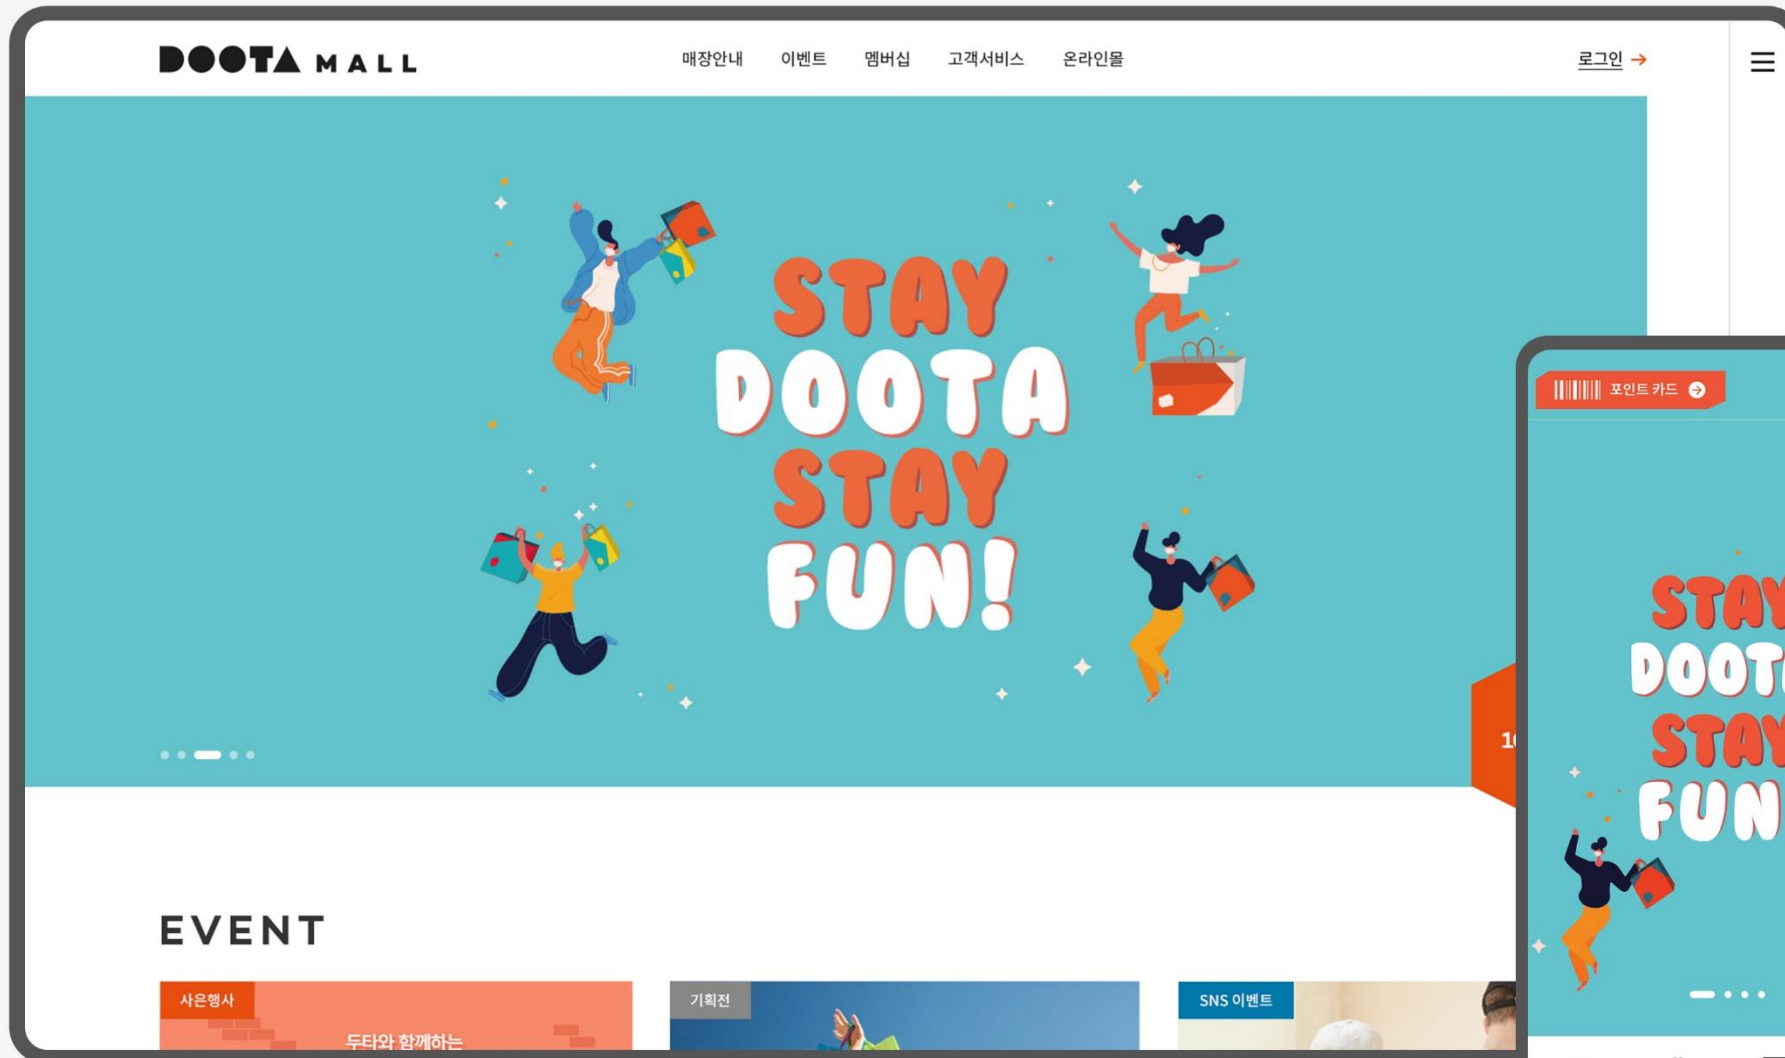 DOOTA MALL
매장안내 이벤트 멤버십 고객서비스 온라인몰
로그인
STAY
DOOTA
STAY
FUN!
포인트 카드
STAY
DOOTA
STAY
FUN
EVENT
사은행사
두타와 함께하는
기획전
SNS 이벤트